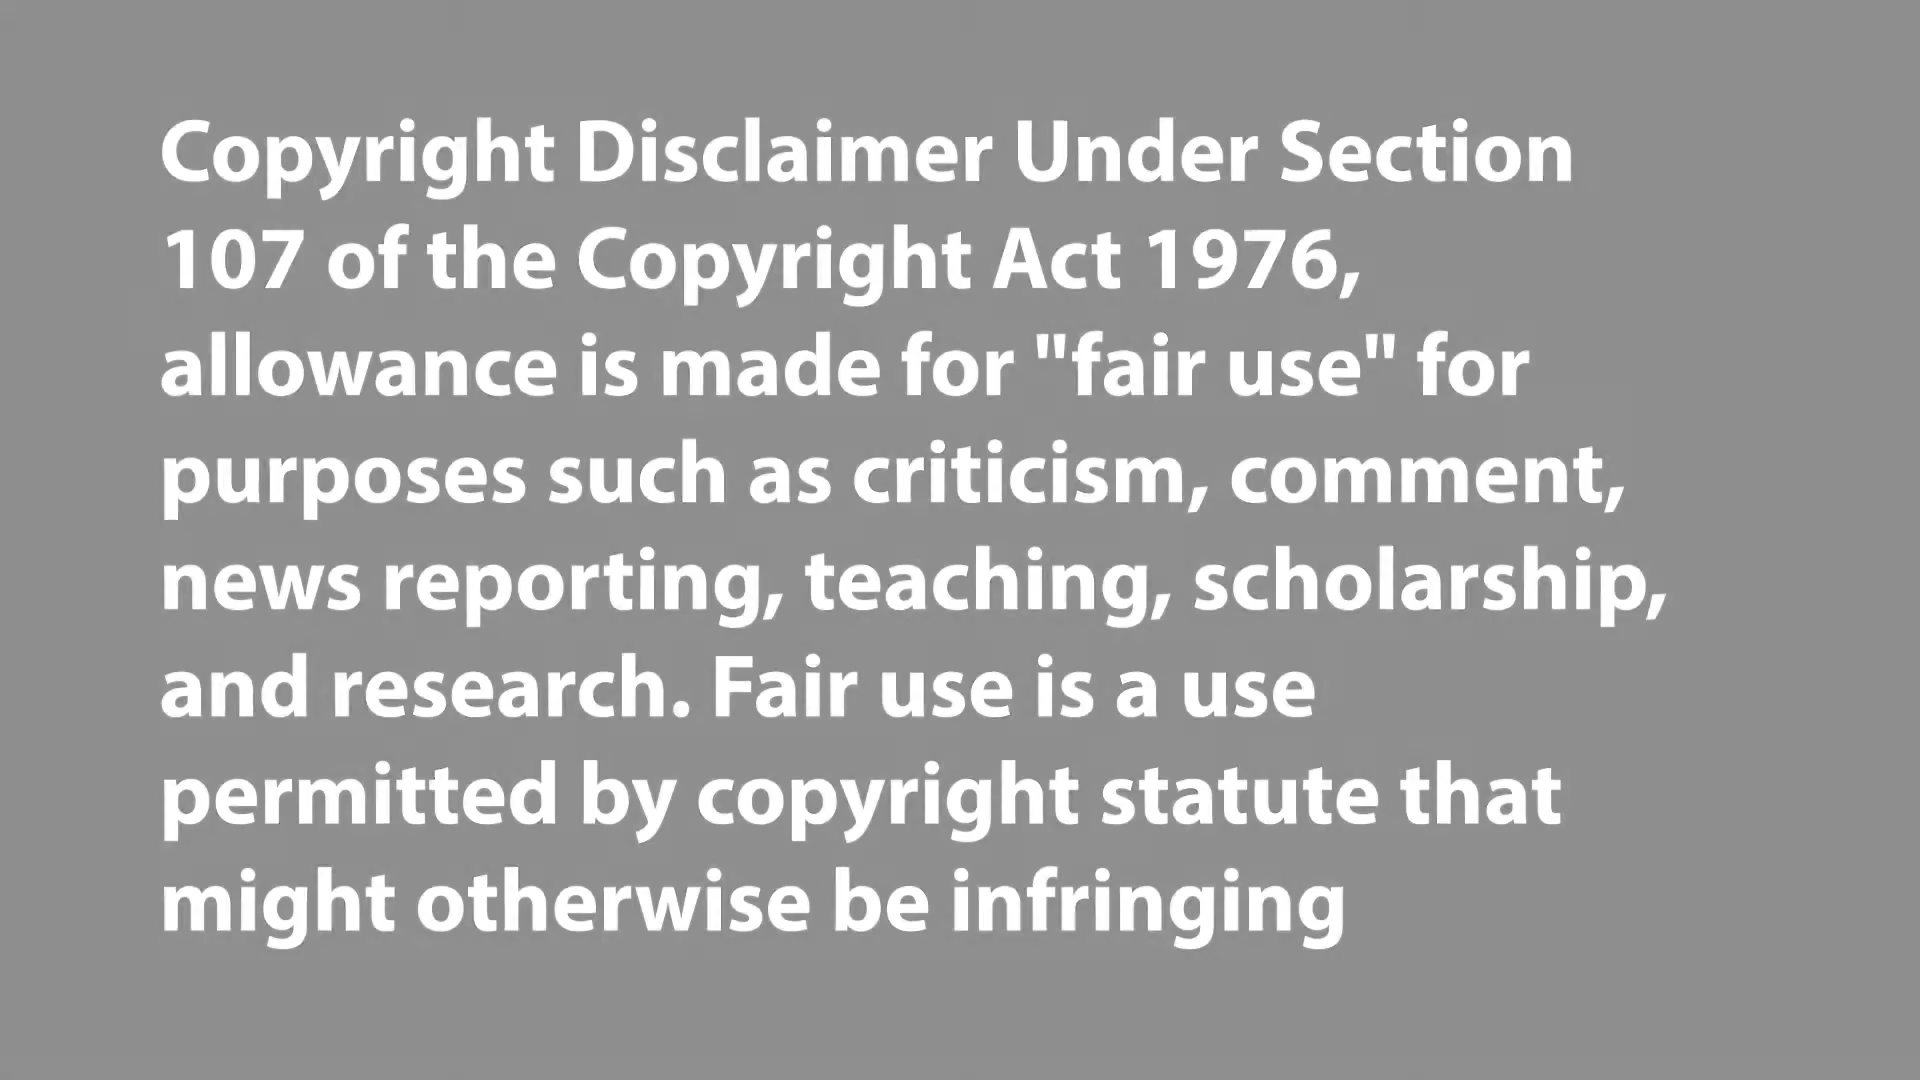 Copyright Disclaimer Under Section
107 of the Copyright Act 1976,
allowance is made for "fair use" for
purposes such as criticism, comment,
news reporting, teaching, scholarship,
and research. Fair use is a use
permitted by copyright statute that
might otherwise be infringing